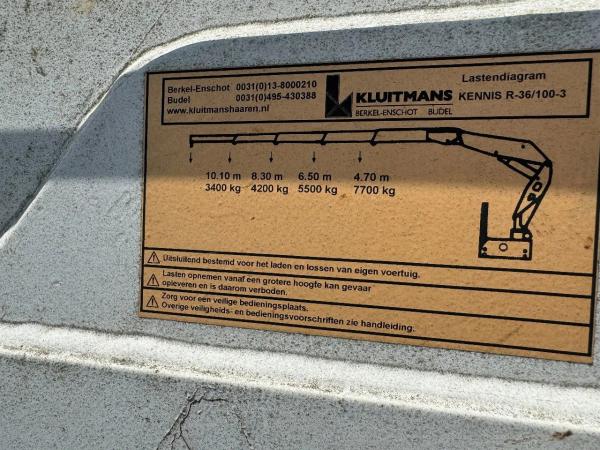 Berkel-Enschot 0031(0)13-8000210
Budel 0031(0)495-430388
www.kluitmanshaaren.nl
KLUITMANS
BERKEL-ENSCHOT BUDEL
Lastendiagram
KENNIS R-36/100-3
10.10 m 8.30 m 6.50 m 4.70 m
3400 kg 4200 kg 5500 kg 7700 kg
Uitsluitend bestemd voor het laden en lossen van eigen voertuig.
Lasten opnemen vanaf een grotere hoogte kan gevaar
opleveren en is daarom verboden.
Zorg voor een veilige bedieningsplaats.
Overige veiligheids- en bedieningsvoorschriften zie handleiding.